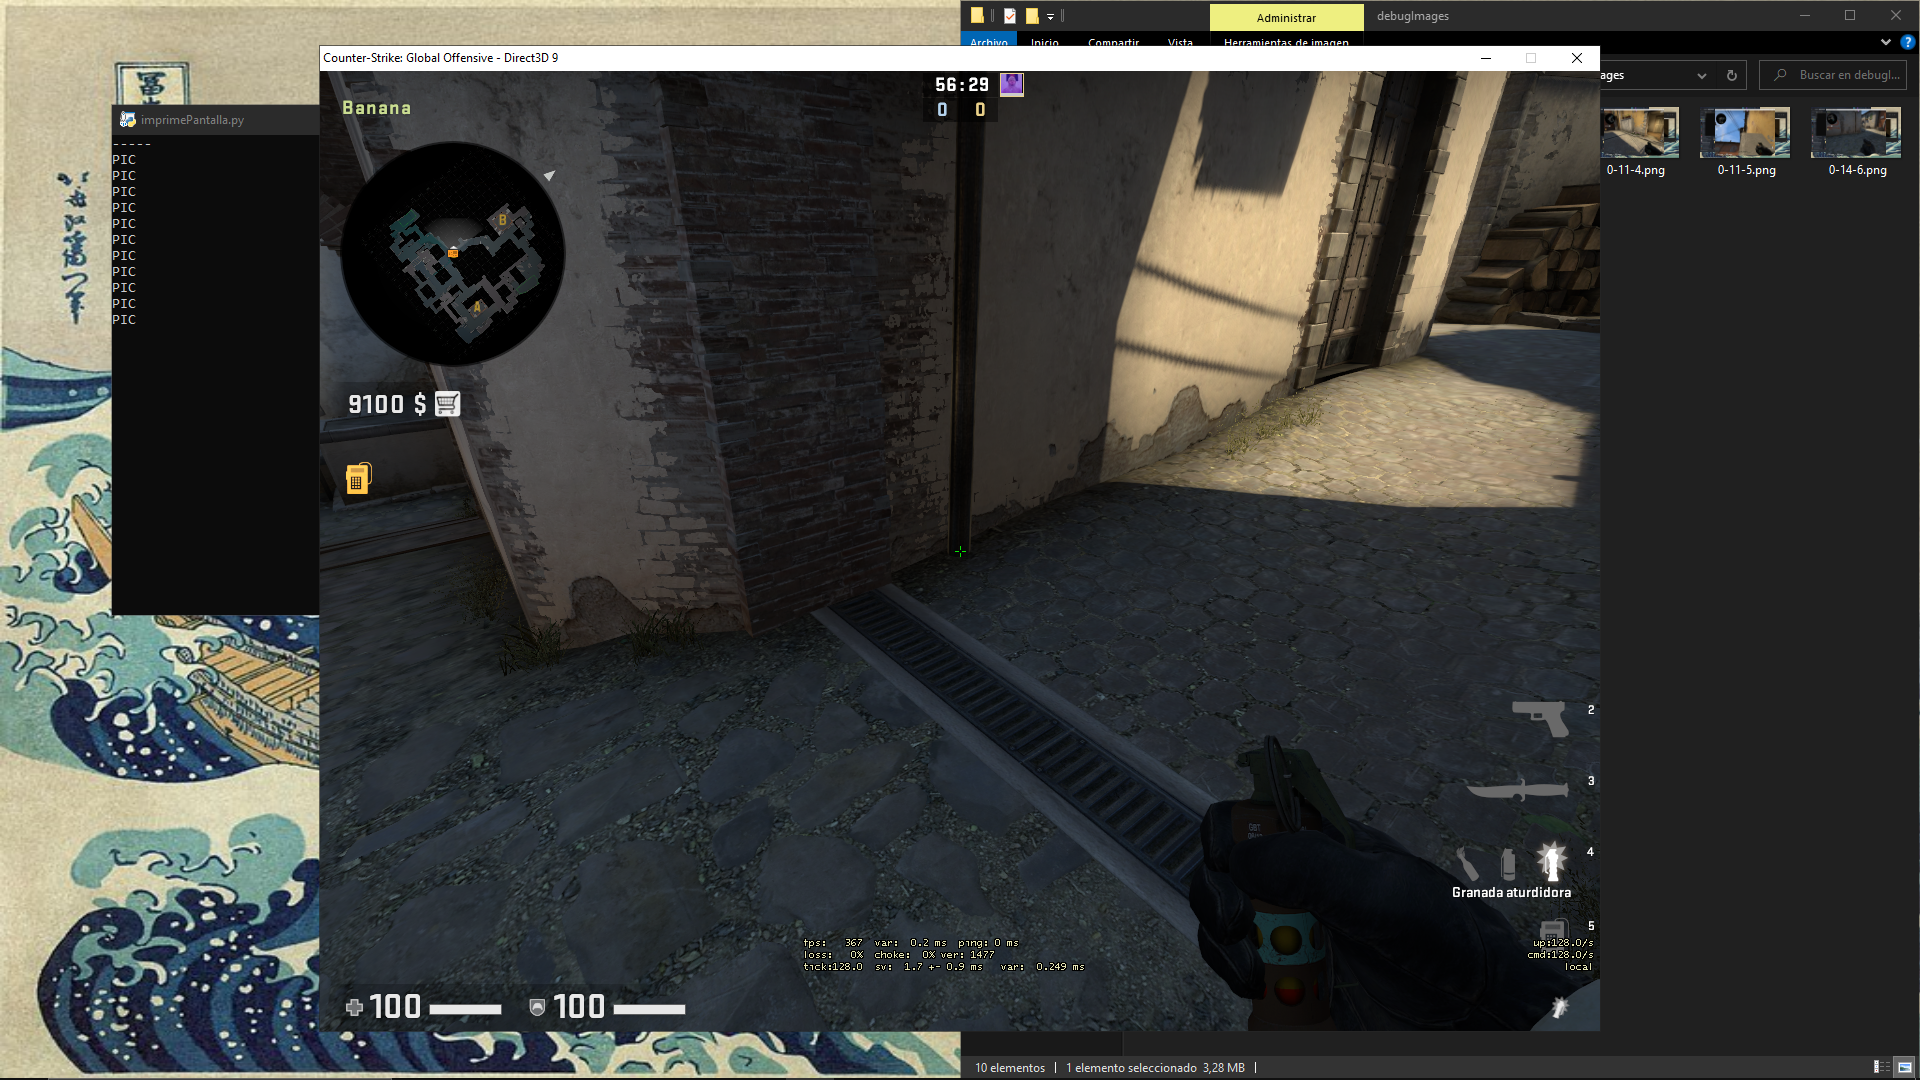 Administrar
debugImages
Archivo
Inicio
Compartir
Vista
Herramientas de imagen
Counter-Strike: Global Offensive - Direct3D 9
ages
Buscar en debugI...
imprimePantalla.py
-----
PIC
PIC
PIC
PIC
PIC
PIC
PIC
PIC
PIC
PIC
PIC
Banana
56:29
0 0
B
A
9100 $
0-11-4.png
0-11-5.png
0-14-6.png
2
3
4
Granada aturdidora
5
fps: 367 var: 0.2 ms ping: 0 ms
loss: 0% choke: 0% ver: 1477
tick:128.0 sv: 1.7 +- 0.9 ms var: 0.249 ms
up:128.0/s
cmd:128.0/s
local
100
100
10 elementos
1 elemento seleccionado 3,28 MB